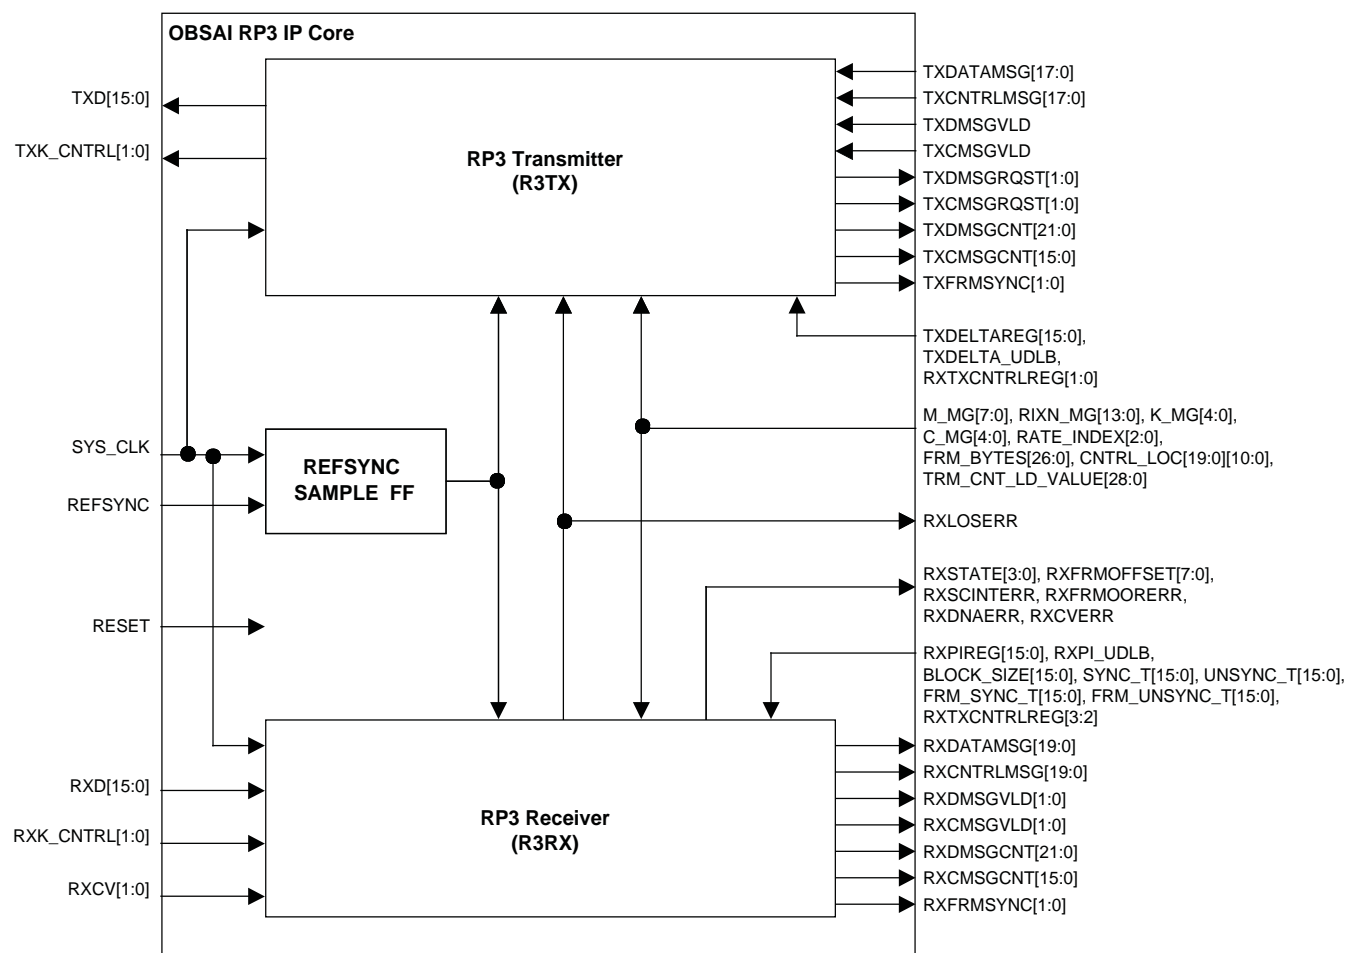 OBSAI RP3 IP Core
TXD[15:0]
TXK_CNTRL[1:0]
SYS_CLK
REFSYNC
RESET
RXD[15:0]
RXK_CNTRL[1:0]
RXCV[1:0]
RP3 Transmitter
(R3TX)
REFSYNC
SAMPLE FF
RP3 Receiver
(R3RX)
TXDATAMSG[17:0]
TXCNTRLMSG[17:0]
TXDMSGVLD
TXCMSGVLD
TXDMSGRQST[1:0]
TXCMSGRQST[1:0]
TXDMSGCNT[21:0]
TXCMSGCNT[15:0]
TXFRMSYNC[1:0]
TXDELTAREG[15:0],
TXDELTA_UDLB,
RXTXCNTRLREG[1:0]
M_MG[7:0], RIXN_MG[13:0], K_MG[4:0],
C_MG[4:0], RATE_INDEX[2:0],
FRM_BYTES[26:0], CNTRL_LOC[19:0][10:0],
TRM_CNT_LD_VALUE[28:0]
RXLOSERR
RXSTATE[3:0], RXFRMOFFSET[7:0],
RXSCINTERR, RXFRMOORERR,
RXDNAERR, RXCVERR
RXPIREG[15:0], RXPI_UDLB,
BLOCK_SIZE[15:0], SYNC_T[15:0], UNSYNC_T[15:0],
FRM_SYNC_T[15:0], FRM_UNSYNC_T[15:0],
RXTXCNTRLREG[3:2]
RXDATAMSG[19:0]
RXCNTRLMSG[19:0]
RXDMSGVLD[1:0]
RXCMSGVLD[1:0]
RXDMSGCNT[21:0]
RXCMSGCNT[15:0]
RXFRMSYNC[1:0]